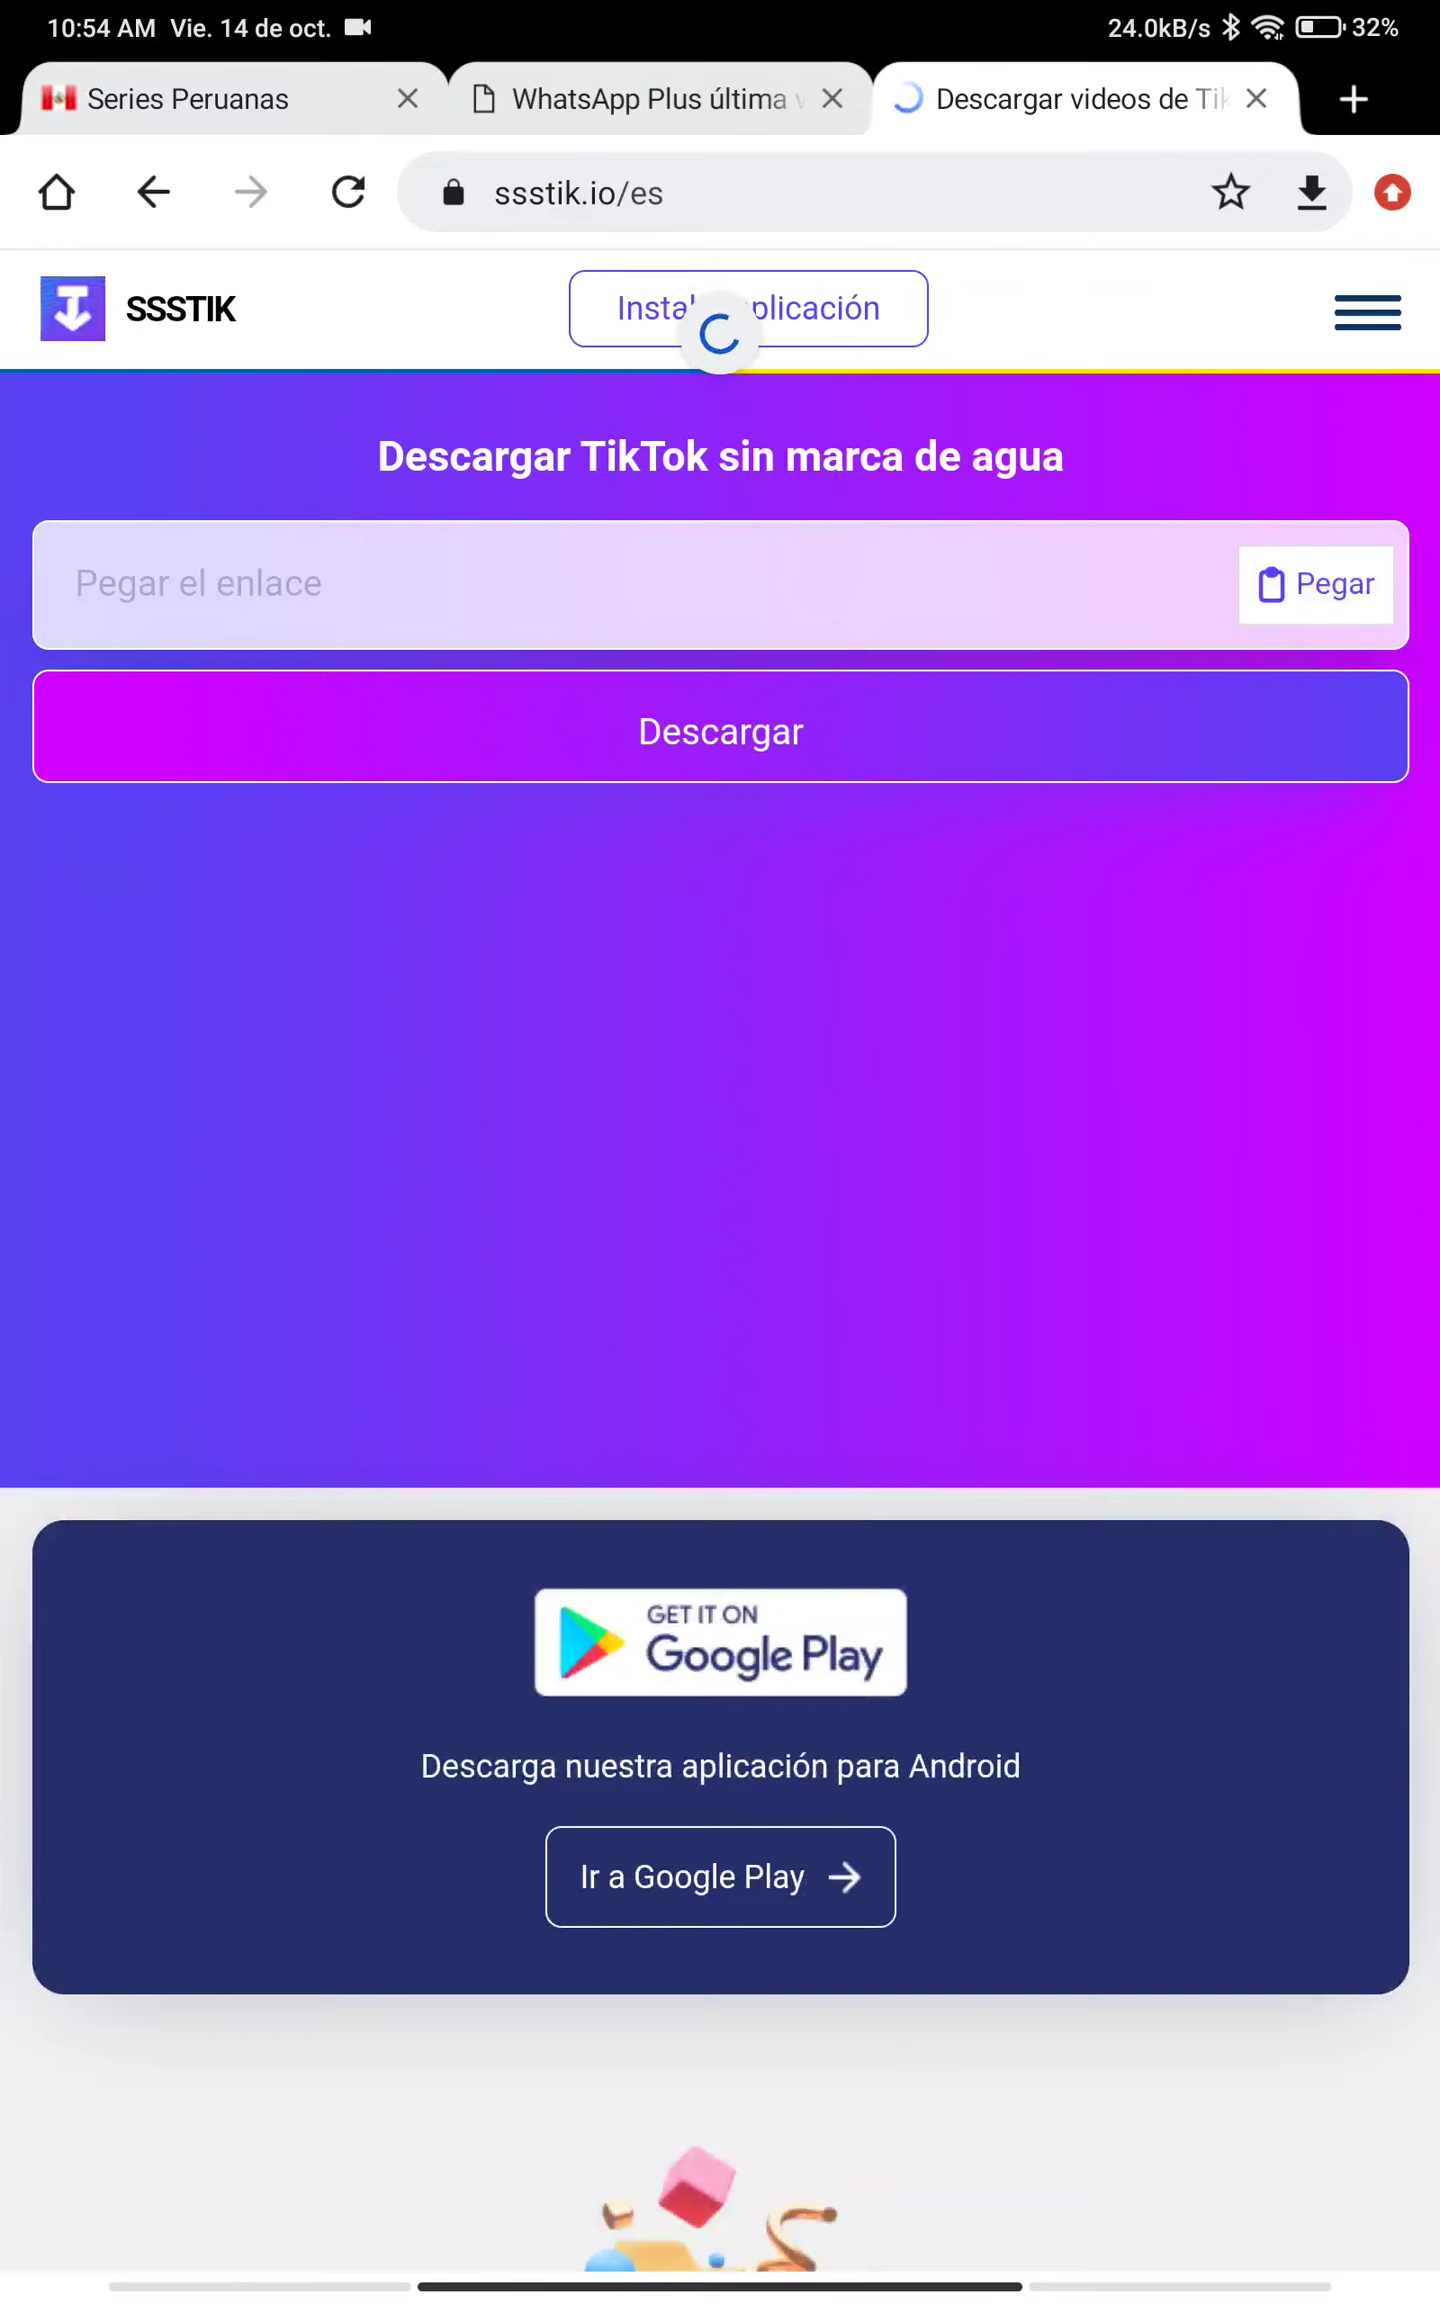 10:54 AM Vie. 14 de oct.
24.0kB/s 32%
Series Peruanas
WhatsApp Plus última
Descargar videos de Tik
ssstik.io/es
SSSTIK
Descargar TikTok sin marca de agua
Pegar el enlace
Pegar
Descargar
GET IT ON
Google Play
Descarga nuestra aplicación para Android
Ir a Google Play